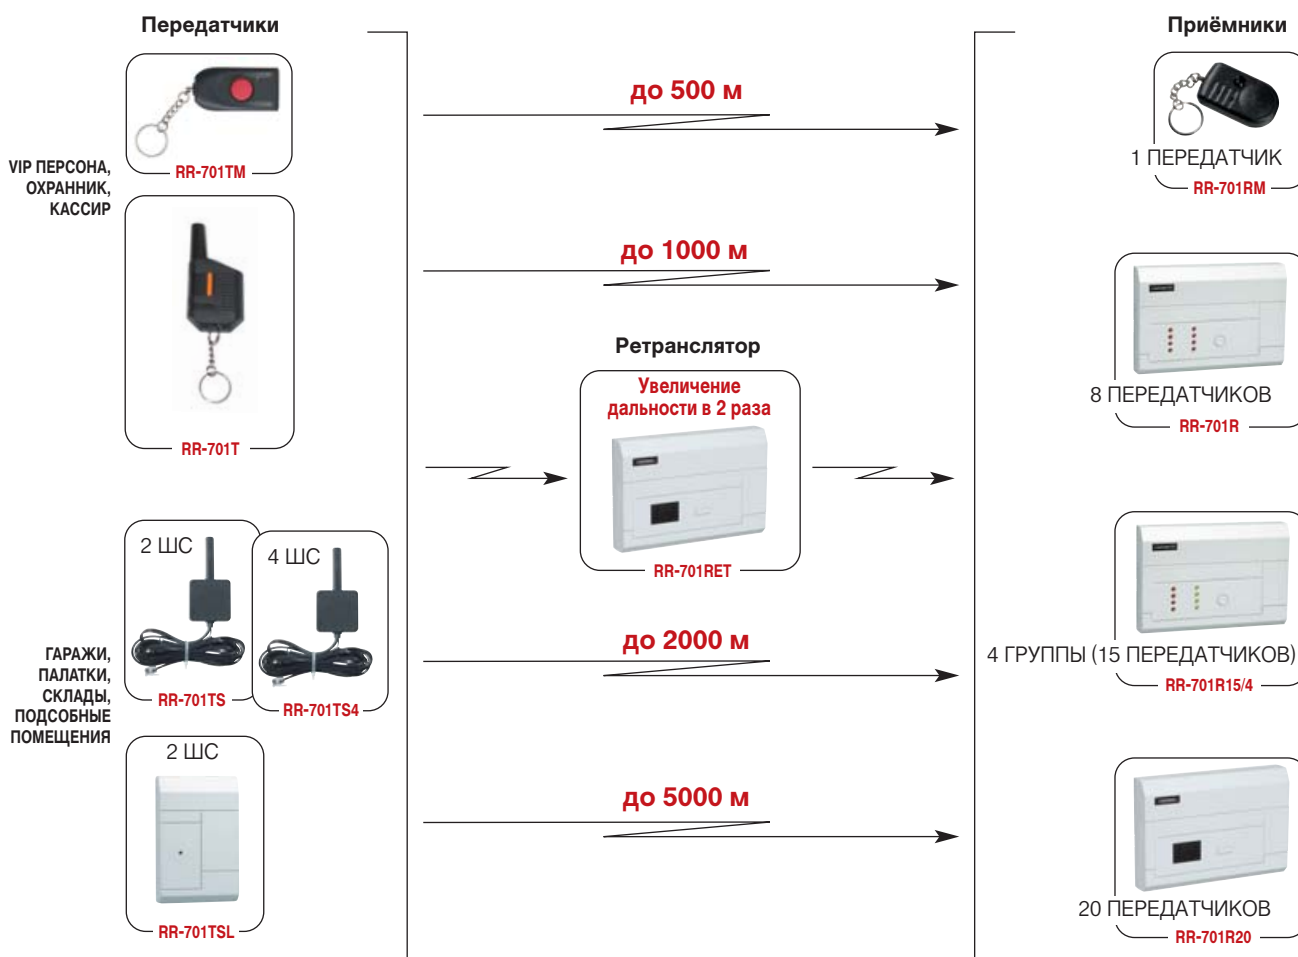 Передатчики
RR-701TM
VIP ПЕРСОНА,
ОХРАННИК,
КАССИР
RR-701T
2 ШС
RR-701TS
4 ШС
RR-701TS4
ГАРАЖИ,
ПАЛАТКИ,
СКЛАДЫ,
ПОДСОБНЫЕ
ПОМЕЩЕНИЯ
2 ШС
RR-701TSL
до 500 м
до 1000 м
Ретранслятор
Увеличение
дальности в 2 раза
RR-701RET
до 2000 м
до 5000 м
Приёмники
1 ПЕРЕДАТЧИК
RR-701RM
8 ПЕРЕДАТЧИКОВ
RR-701R
4 ГРУППЫ (15 ПЕРЕДАТЧИКОВ)
RR-701R15/4
20 ПЕРЕДАТЧИКОВ
RR-701R20